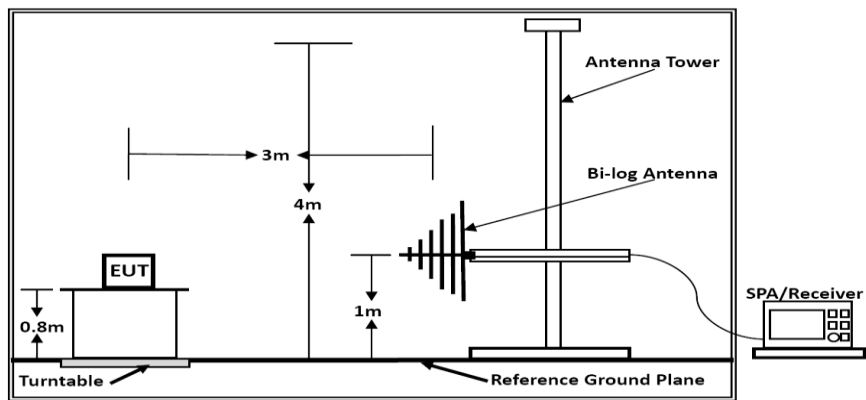 Antenna Tower
3m
Bi-log Antenna
4m
EUT
SPA/Receiver
1m
0.8m
Turntable
Reference Ground Plane